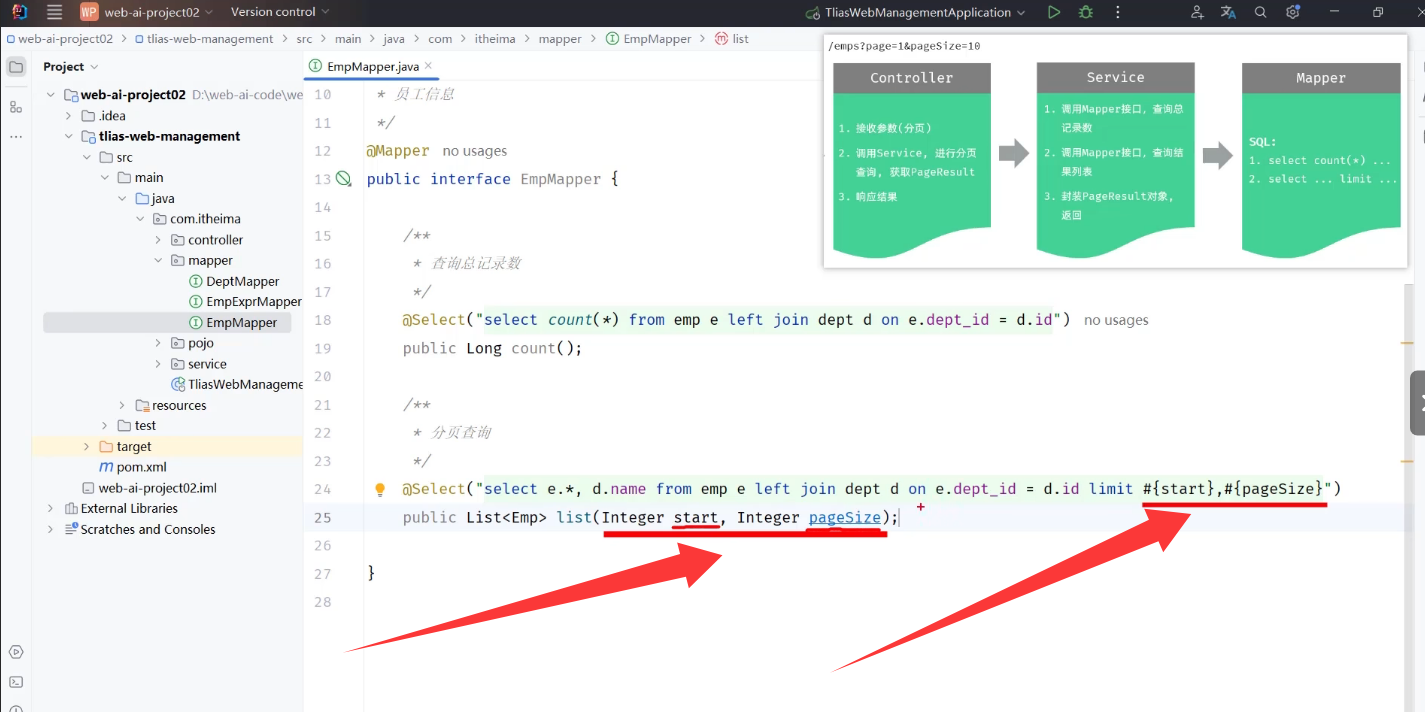 WP web-ai-project02 Version control TliasWebManagementApplication
web-ai-project02 > tlias-web-management > src > main > java > com > itheima > mapper > EmpMapper > list
Project
web-ai-project02 D:\web-ai-code\we
.idea
tlias-web-management
src
main
java
com.itheima
controller
mapper
DeptMapper
EmpExprMapper
EmpMapper
pojo
service
TliasWebManageme
resources
test
target
pom.xml
web-ai-project02.iml
External Libraries
Scratches and Consoles
EmpMapper.java
10 * 员工信息
11 */
12 @Mapper no usages
13 public interface EmpMapper {
14
15 /**
16 * 查询总记录数
17 */
18 @Select("select count(*) from emp e left join dept d on e.dept_id = d.id") no usages
19 public Long count();
20
21 /**
22 * 分页查询
23 */
24 @Select("select e.*, d.name from emp e left join dept d on e.dept_id = d.id limit #{start},#{pageSize}")
25 public List<Emp> list(Integer start, Integer pageSize);
26
27 }
28
/emps?page=1&pageSize=10
Controller
1. 接收参数(分页)
2. 调用Service, 进行分页
查询, 获取PageResult
3. 响应结果
Service
1. 调用Mapper接口, 查询总
记录数
2. 调用Mapper接口, 查询结
果列表
3. 封装PageResult对象,
返回
Mapper
SQL:
1. select count(*) ...
2. select ... limit ...